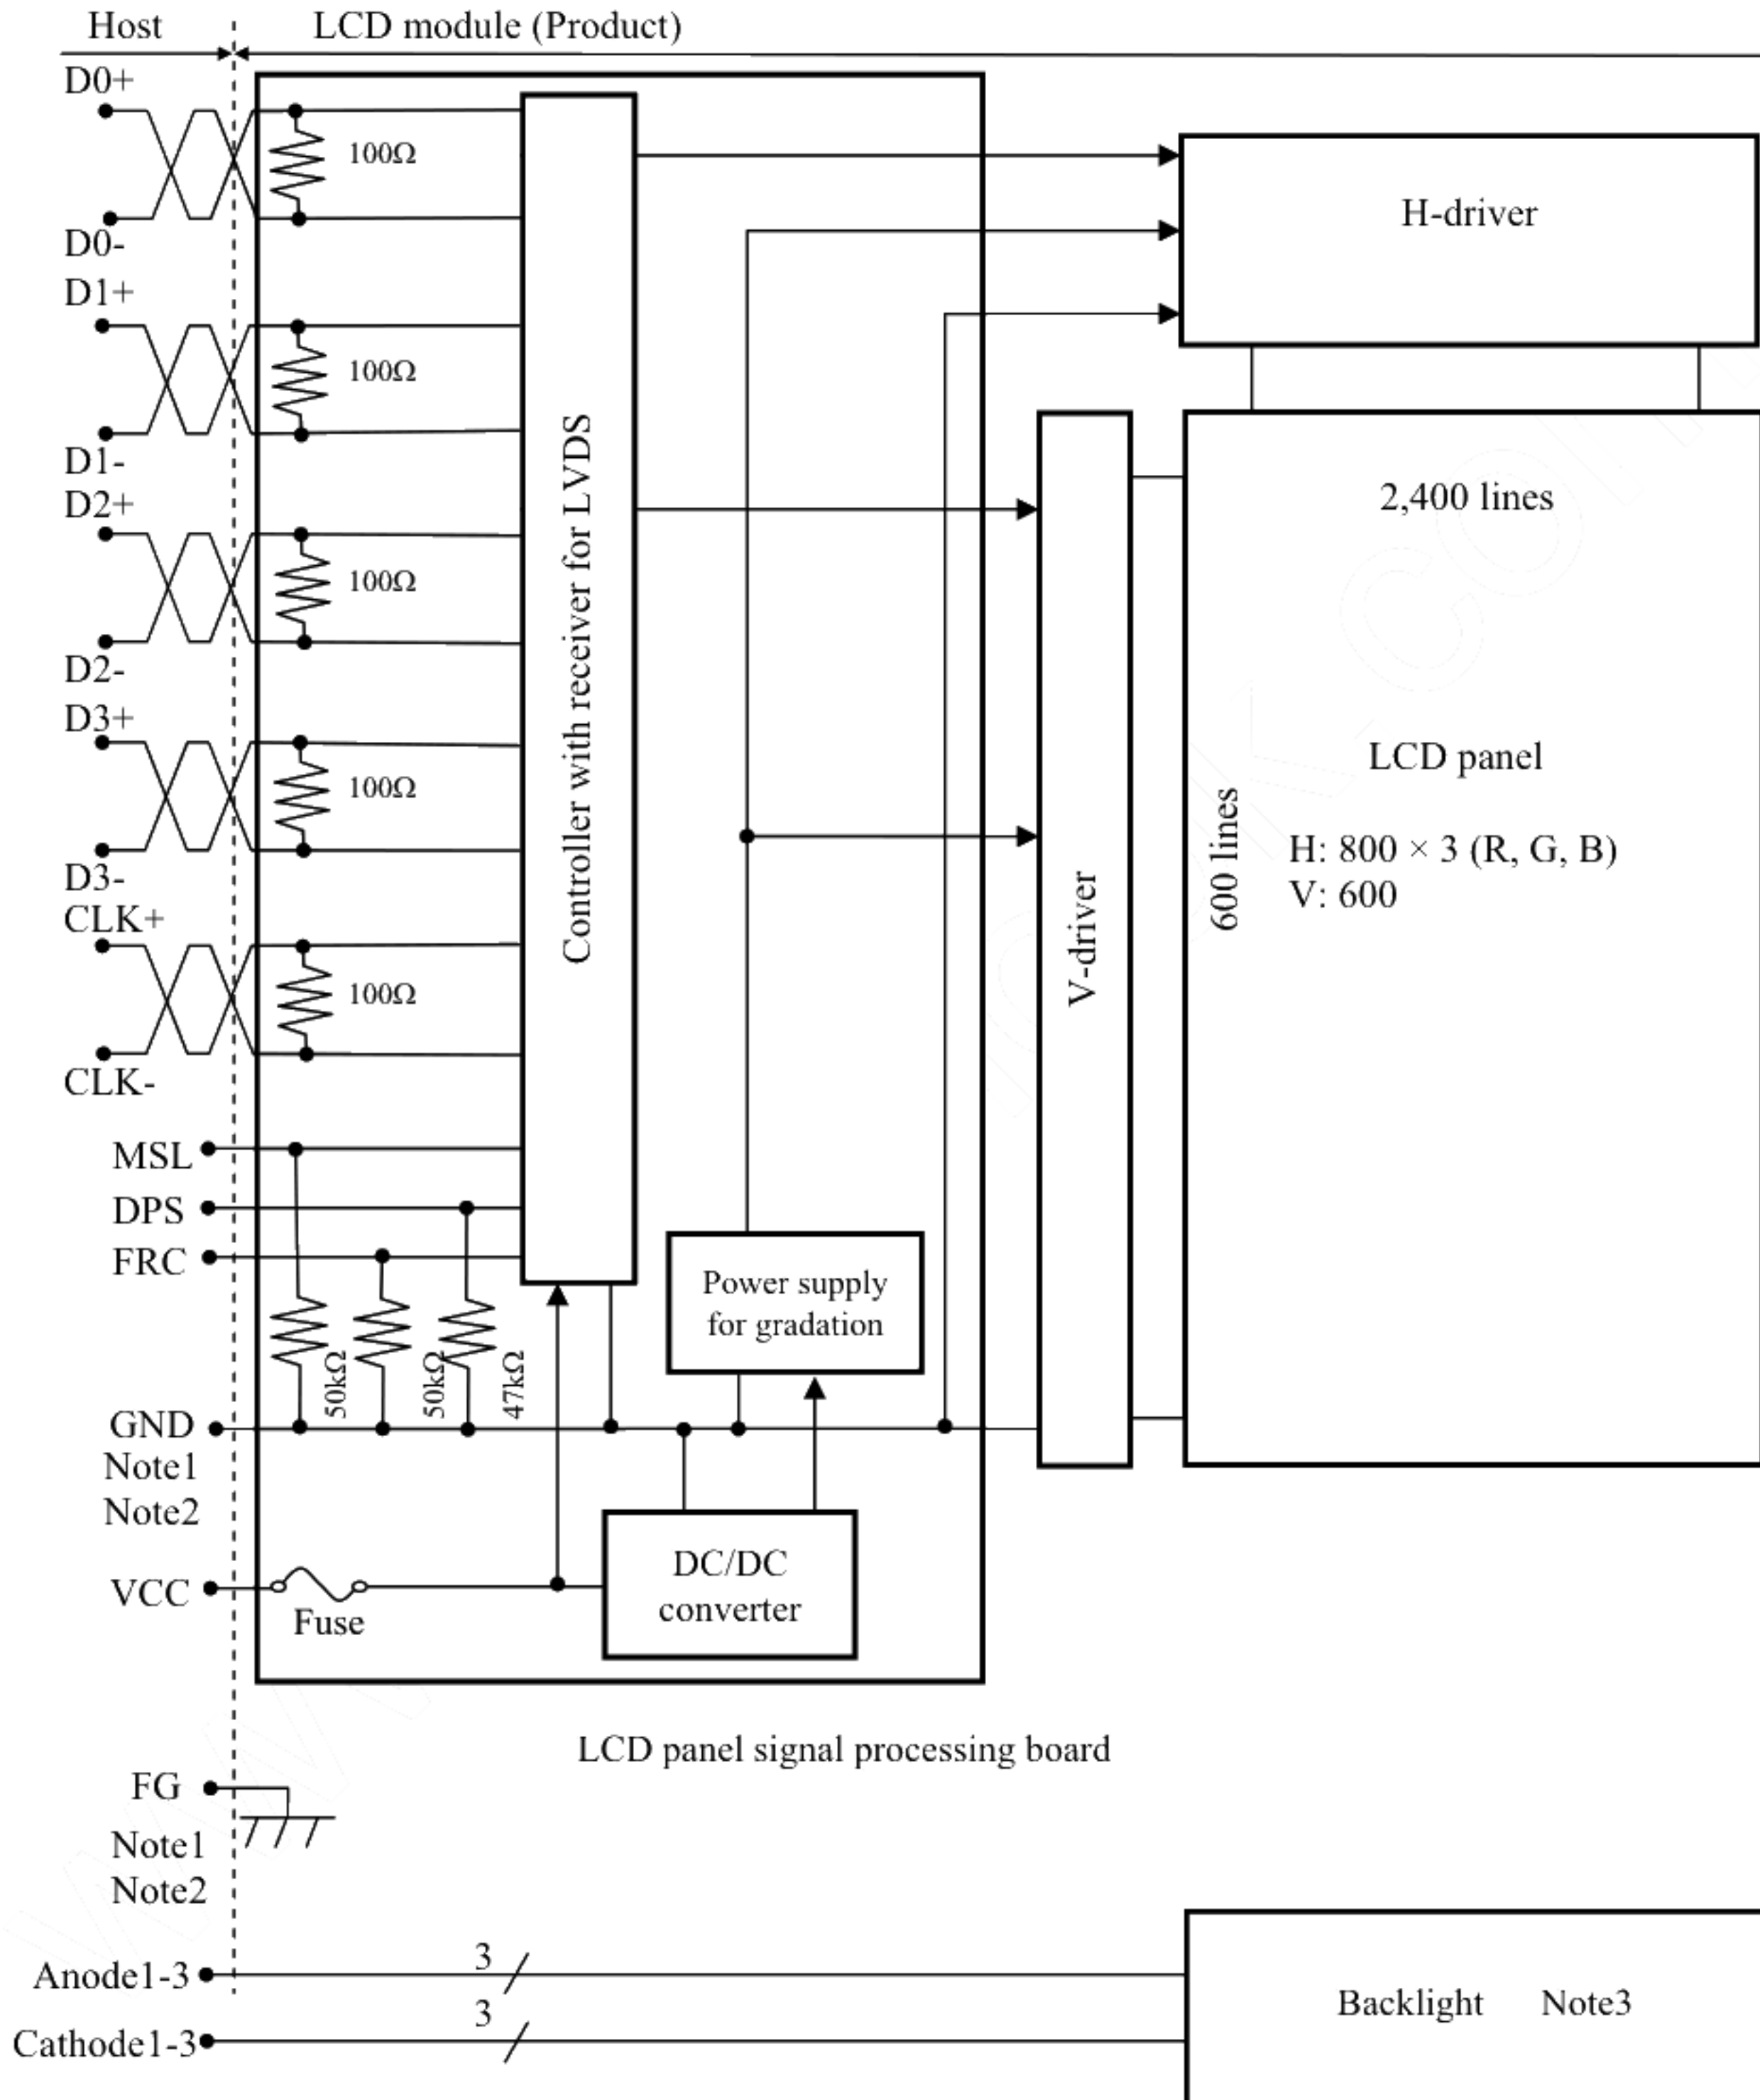 Host
LCD module (Product)
D0+
100Ω
D0-
H-driver
D1+
100Ω
D1-
D2+
100Ω
D2-
D3+
100Ω
D3-
CLK+
100Ω
CLK-
Controller with receiver for LVDS
V-driver
2,400 lines
600 lines
LCD panel
H: 800 × 3 (R, G, B)
V: 600
MSL
DPS
FRC
50kΩ
50kΩ
47kΩ
Power supply
for gradation
GND
Note1
Note2
VCC
Fuse
DC/DC
converter
LCD panel signal processing board
FG
Note1
Note2
Anode1-3
3
Cathode1-3
3
Backlight Note3